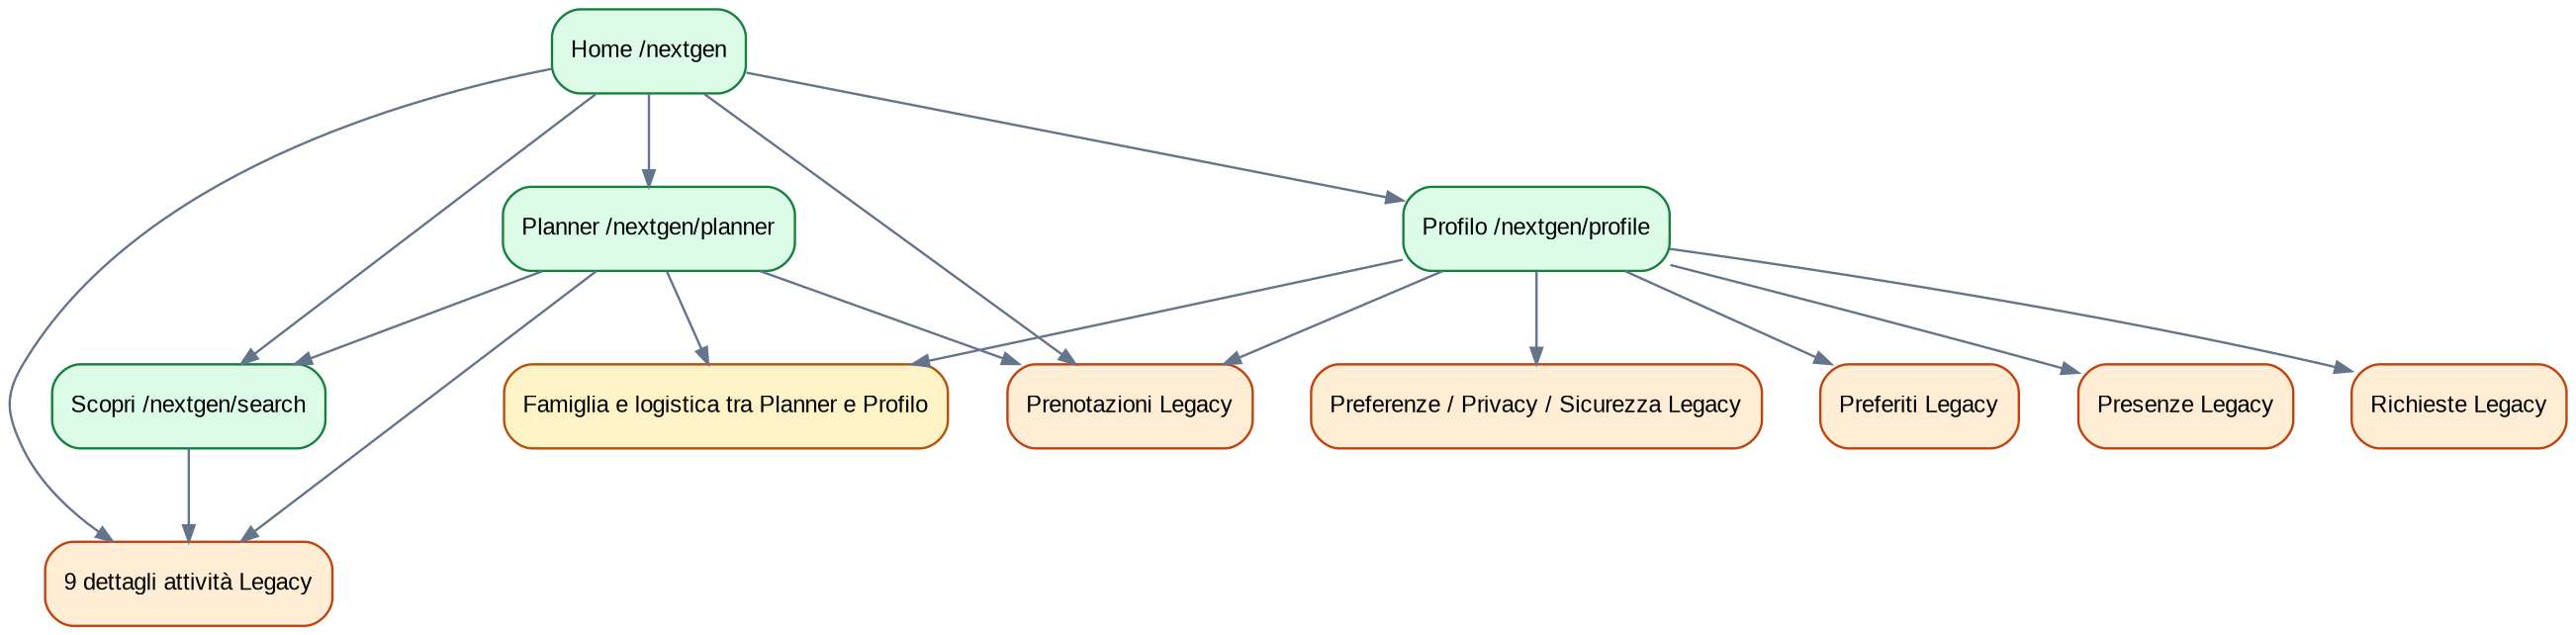 Home /nextgen
Planner /nextgen/planner
Profilo /nextgen/profile
Scopri /nextgen/search
Famiglia e logistica tra Planner e Profilo
Prenotazioni Legacy
Preferenze / Privacy / Sicurezza Legacy
Preferiti Legacy
Presenze Legacy
Richieste Legacy
9 dettagli attività Legacy